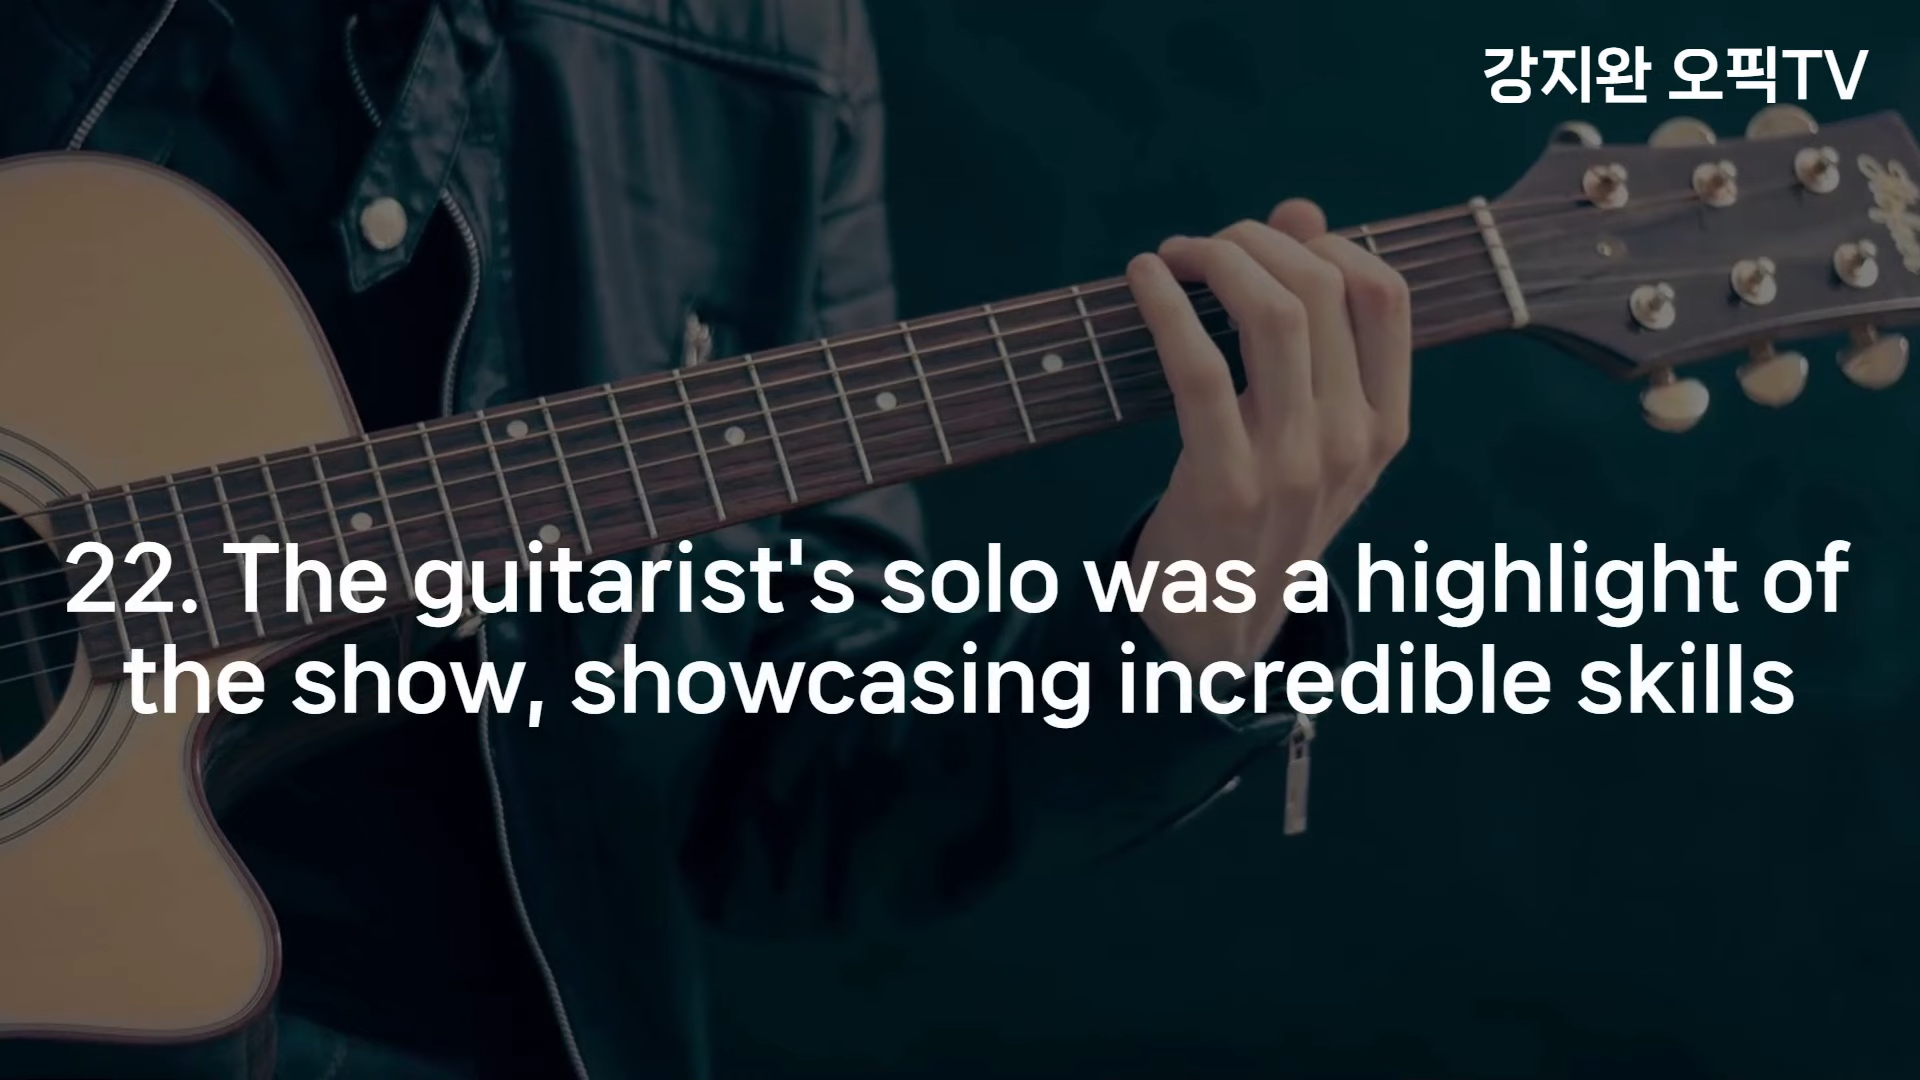 강지완 오픽TV
22. The guitarist's solo was a highlight of
the show, showcasing incredible skills